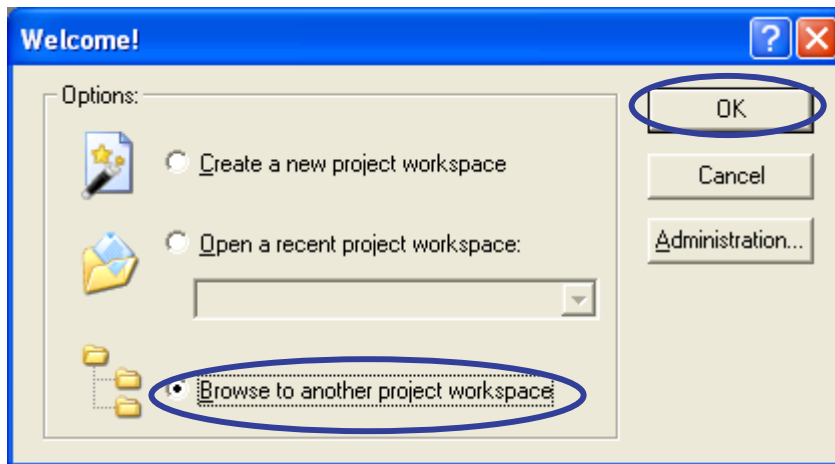 Welcome!
Options:
Create a new project workspace
Open a recent project workspace:
Browse to another project workspace
OK
Cancel
Administration...